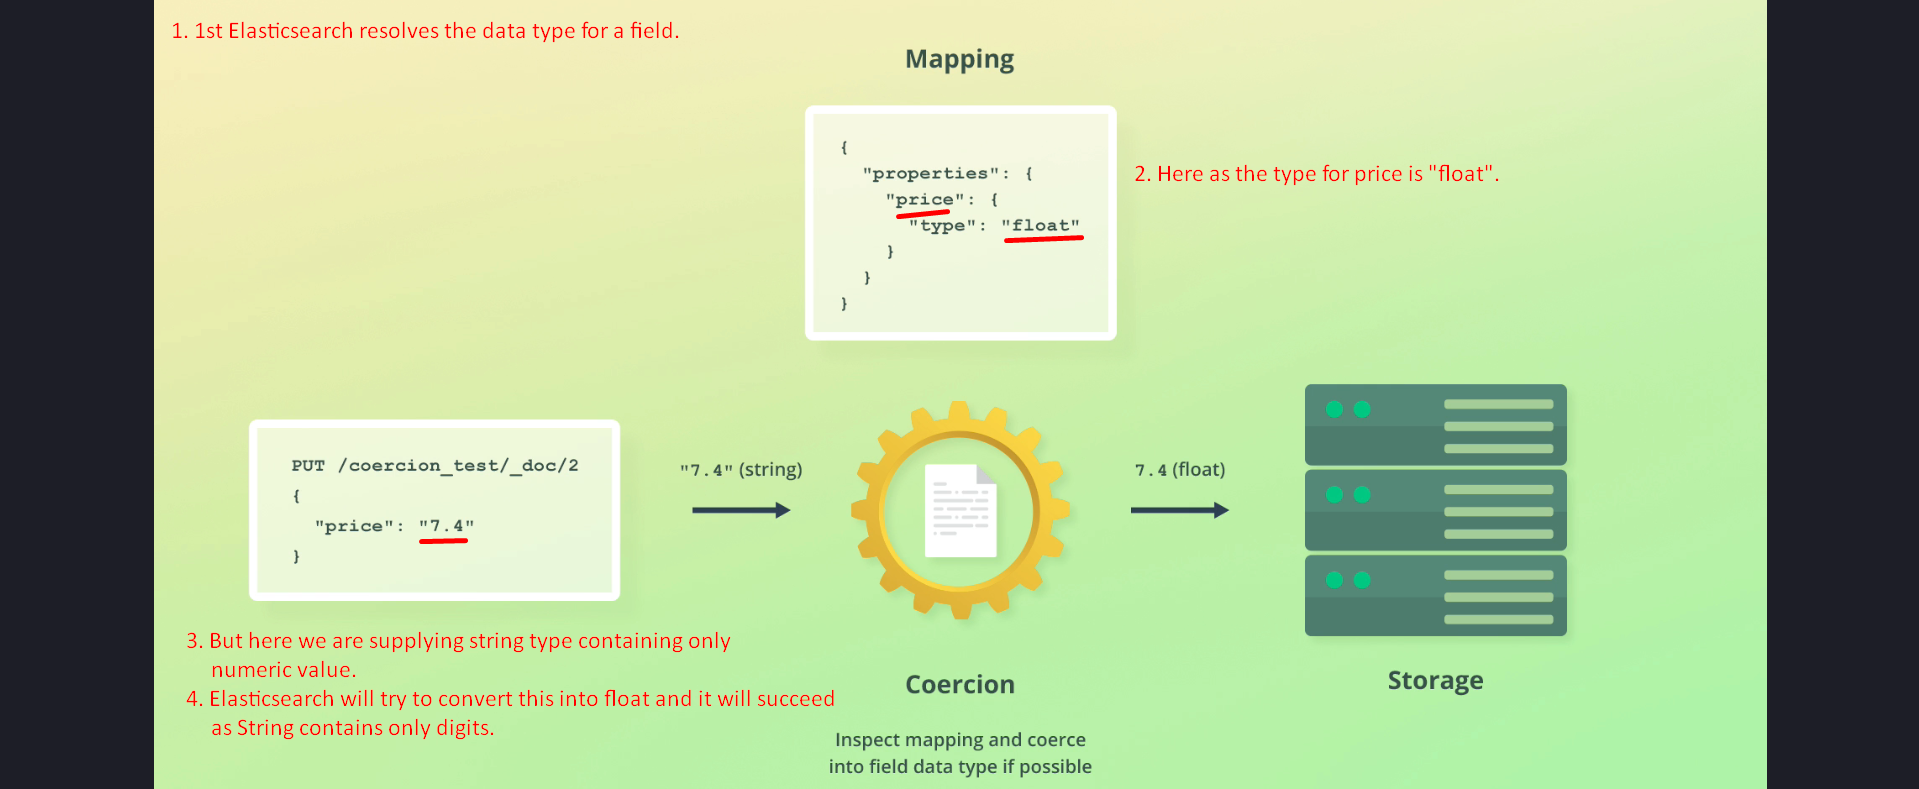 1. 1st Elasticsearch resolves the data type for a field.
Mapping
{
"properties": {
"price": {
"type": "float"
}
}
}
2. Here as the type for price is "float".
PUT /coercion_test/_doc/2
{
"price": "7.4"
}
"7.4" (string)
7.4 (float)
3. But here we are supplying string type containing only
numeric value.
4. Elasticsearch will try to convert this into float and it will succeed
as String contains only digits.
Coercion
Inspect mapping and coerce
into field data type if possible
Storage